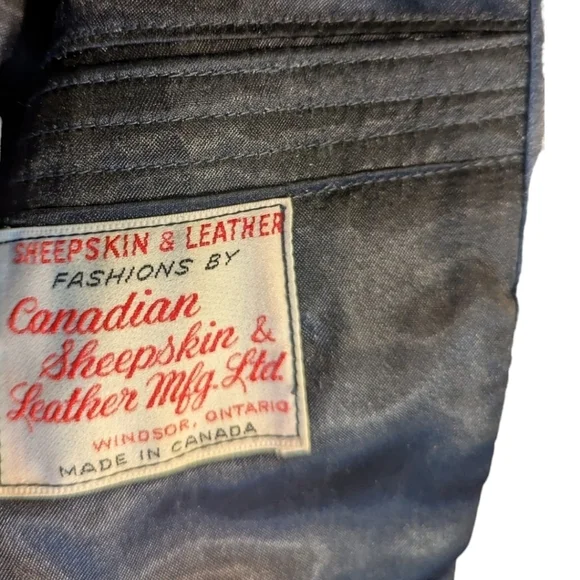 SHEEPSKIN & LEATHER
FASHIONS BY
Canadian
Sheepskin &
Leather Mfg. Ltd.
WINDSOR, ONTARIO
MADE IN CANADA